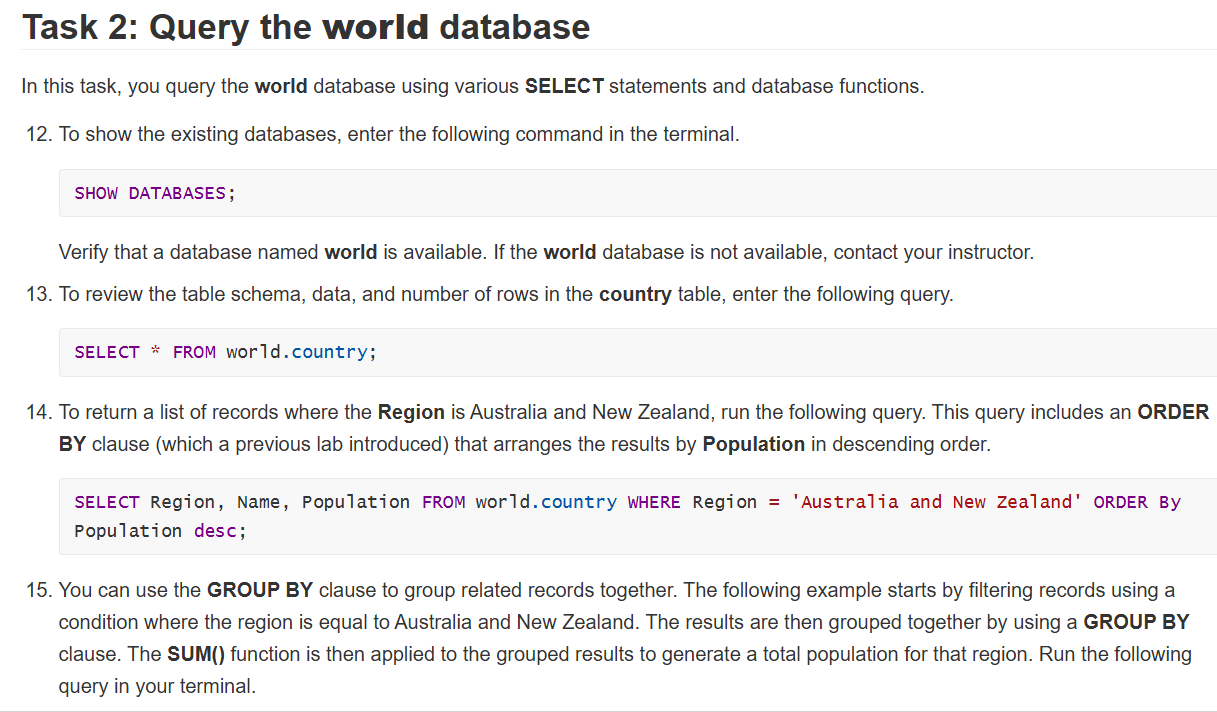 Task 2: Query the world database
In this task, you query the world database using various SELECT statements and database functions.
12. To show the existing databases, enter the following command in the terminal.
SHOW DATABASES;
Verify that a database named world is available. If the world database is not available, contact your instructor.
13. To review the table schema, data, and number of rows in the country table, enter the following query.
SELECT * FROM world.country;
14. To return a list of records where the Region is Australia and New Zealand, run the following query. This query includes an ORDER
BY clause (which a previous lab introduced) that arranges the results by Population in descending order.
SELECT Region, Name, Population FROM world.country WHERE Region = 'Australia and New Zealand' ORDER By
Population desc;
15. You can use the GROUP BY clause to group related records together. The following example starts by filtering records using a
condition where the region is equal to Australia and New Zealand. The results are then grouped together by using a GROUP BY
clause. The SUM() function is then applied to the grouped results to generate a total population for that region. Run the following
query in your terminal.